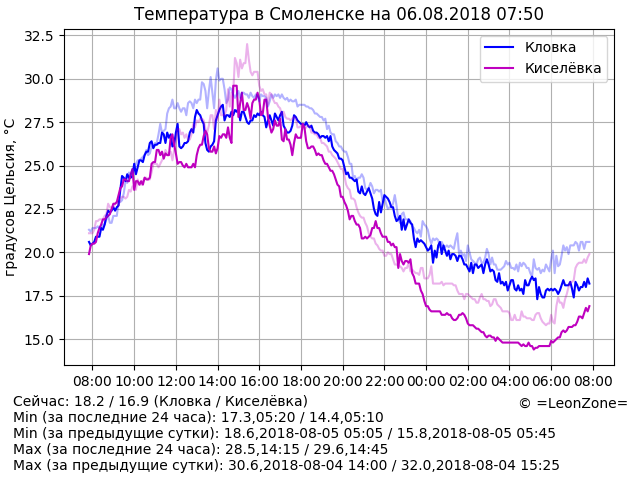 Температура в Смоленске на 06.08.2018 07:50
градусов Цельсия, °C
32.5
30.0
27.5
25.0
22.5
20.0
17.5
15.0
Кловка
Киселёвка
08:00 10:00 12:00 14:00 16:00 18:00 20:00 22:00 00:00 02:00 04:00 06:00 08:00
Сейчас: 18.2 / 16.9 (Кловка / Киселёвка)
© =LeonZone=
Min (за последние 24 часа): 17.3,05:20 / 14.4,05:10
Min (за предыдущие сутки): 18.6,2018-08-05 05:05 / 15.8,2018-08-05 05:45
Max (за последние 24 часа): 28.5,14:15 / 29.6,14:45
Max (за предыдущие сутки): 30.6,2018-08-04 14:00 / 32.0,2018-08-04 15:25